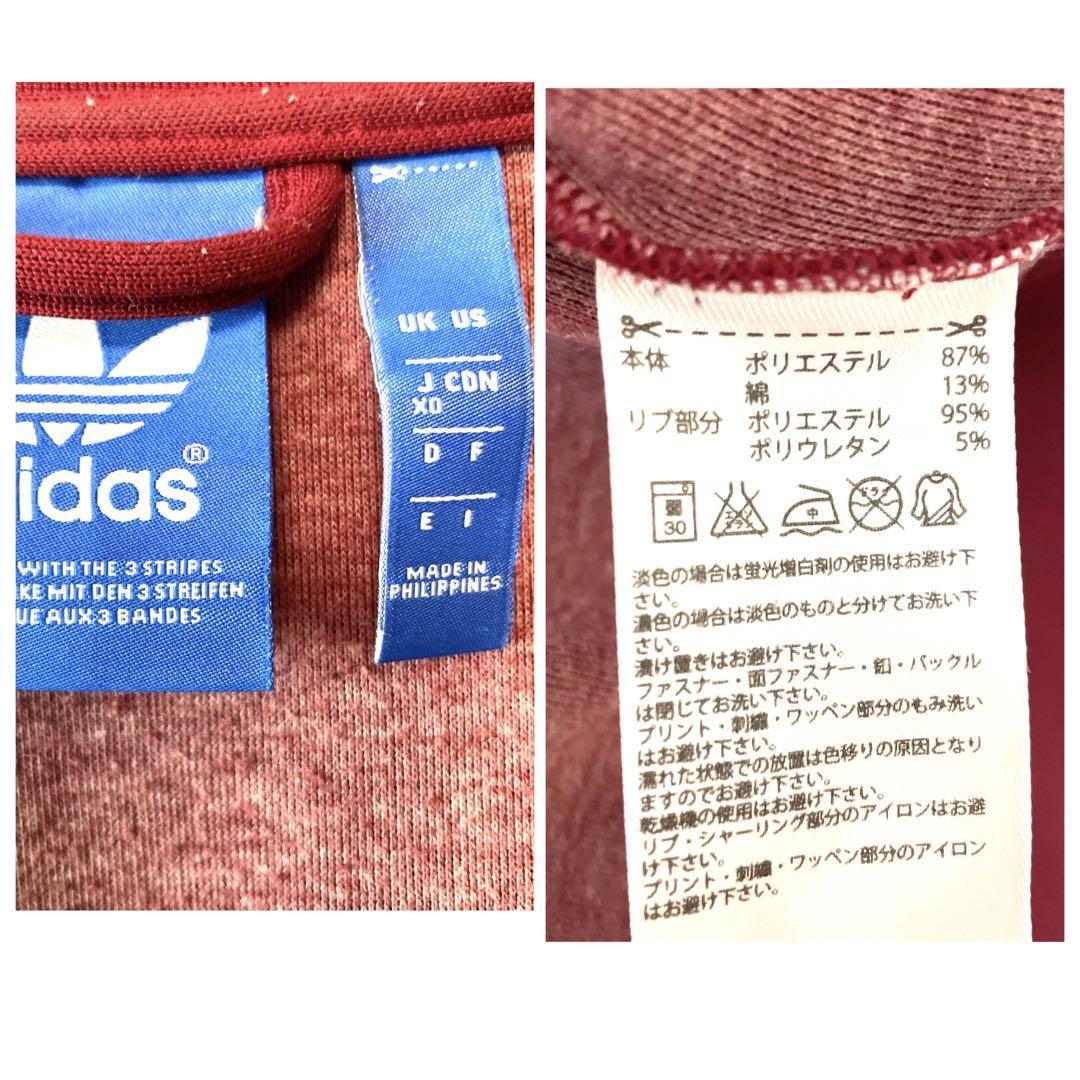 idas®
WITH THE 3 STRIPES
KE MIT DEN 3 STREIFEN
UE AUX 3 BANDES
UK US
J CDN
XO
D F
E I
MADE IN
PHILIPPINES
本体 ポリエステル 87%
綿 13%
リブ部分 ポリエステル 95%
ポリウレタン 5%
弱
30
エンソ
サラシ
中
ドライ
淡色の場合は蛍光増白剤の使用はお避け下
さい。
濃色の場合は淡色のものと分けてお洗い下
さい。
漬け置きはお避け下さい。
ファスナー・面ファスナー・釦・バックル
は閉じてお洗い下さい。
プリント・刺繍・ワッペン部分のもみ洗い
はお避け下さい。
濡れた状態での放置は色移りの原因となり
ますのでお避け下さい。
乾燥機の使用はお避け下さい。
リブ・シャーリング部分のアイロンはお避
け下さい。
プリント・刺繍・ワッペン部分のアイロン
はお避け下さい。